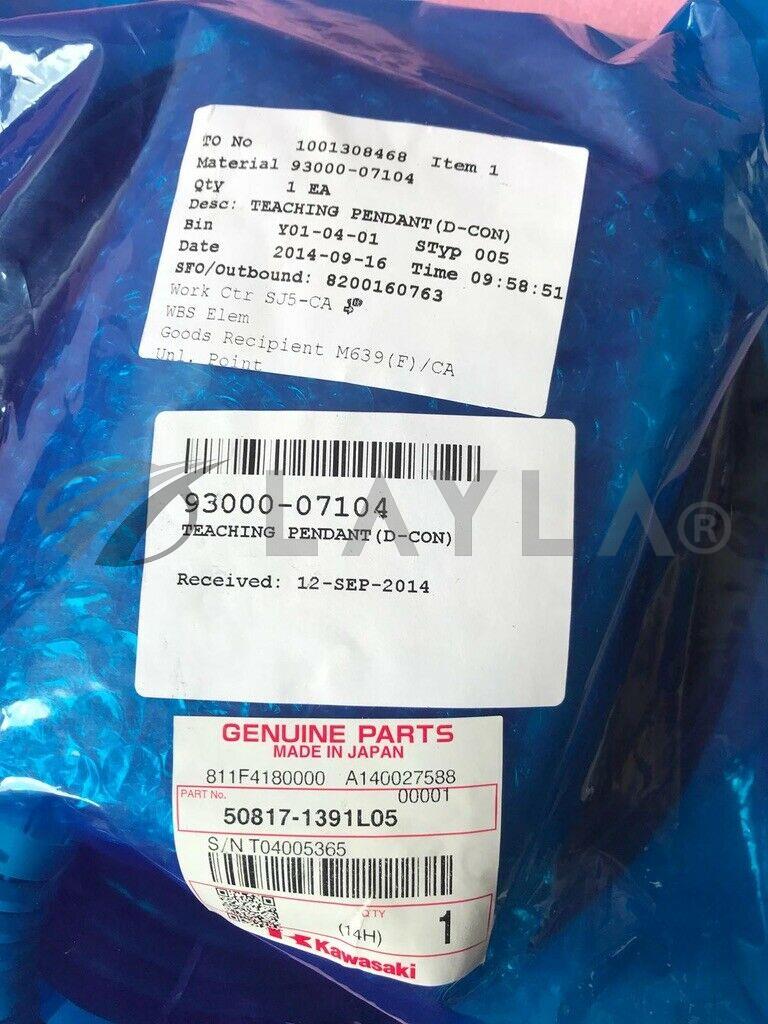 TO No 1001308468 Item 1
Material 93000-07104
Qty 1 EA
Desc: TEACHING PENDANT(D-CON)
Bin Y01-04-01 STyp 005
Date 2014-09-16 Time 09:58:51
SFO/Outbound: 8200160763
Work Ctr SJ5-CA
WBS Elem
Goods Recipient M639(F)/CA
Unl. Point
93000-07104
TEACHING PENDANT(D-CON)
LAYLA®
Received: 12-SEP-2014
GENUINE PARTS
MADE IN JAPAN
811F4180000 A140027588
PART No. 00001
50817-1391L05
S/N T04005365
Q'TY
(14H) 1
Kawasaki